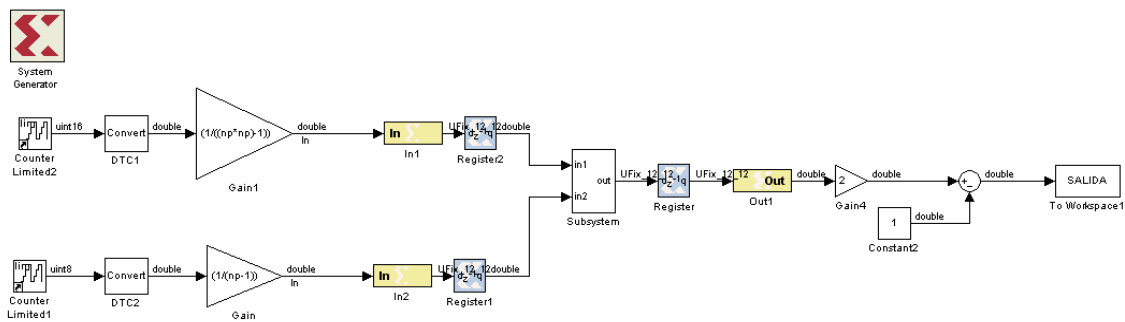 System
Generator
lim
uint16
Convert
double
(1/((np*np)-1))
double
In
In
In1
UFix_12_12
double
Register2
Counter
Limited2
DTC1
Gain1
in1
in2
out
Subsystem
UFix_12_12
Register
UFix_12_12
Out
Out1
double
2
Gain4
double
1
Constant2
double
double
SALIDA
To Workspace1
lim
uint8
Convert
double
(1/(np-1))
double
In
In
In2
UFix_12_12
double
Register1
Counter
Limited1
DTC2
Gain